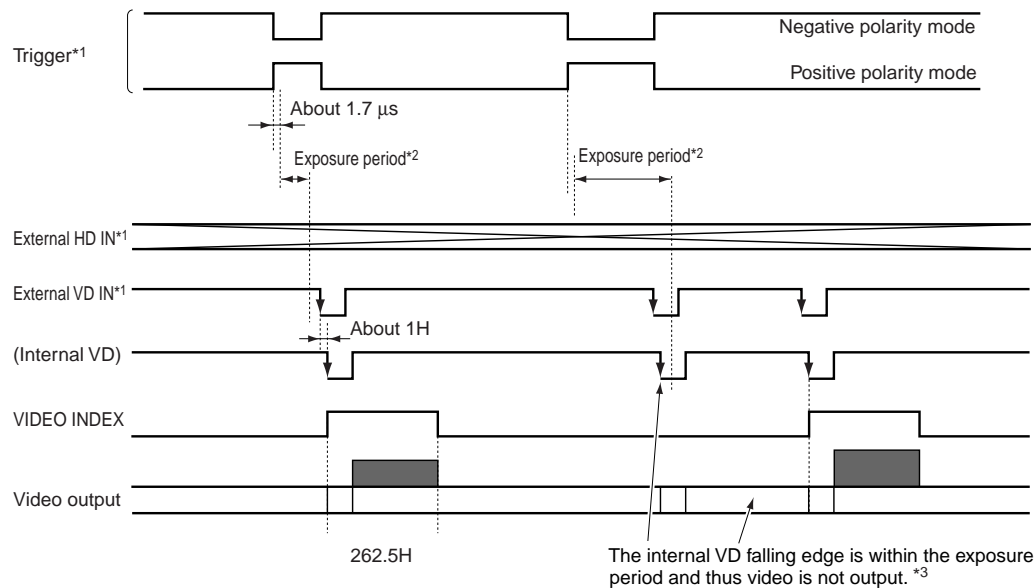 Negative polarity mode
Trigger*1
Positive polarity mode
About 1.7 μs
Exposure period*2
Exposure period*2
External HD IN*1
External VD IN*1
About 1H
(Internal VD)
VIDEO INDEX
Video output
262.5H
The internal VD falling edge is within the exposure
period and thus video is not output. *3